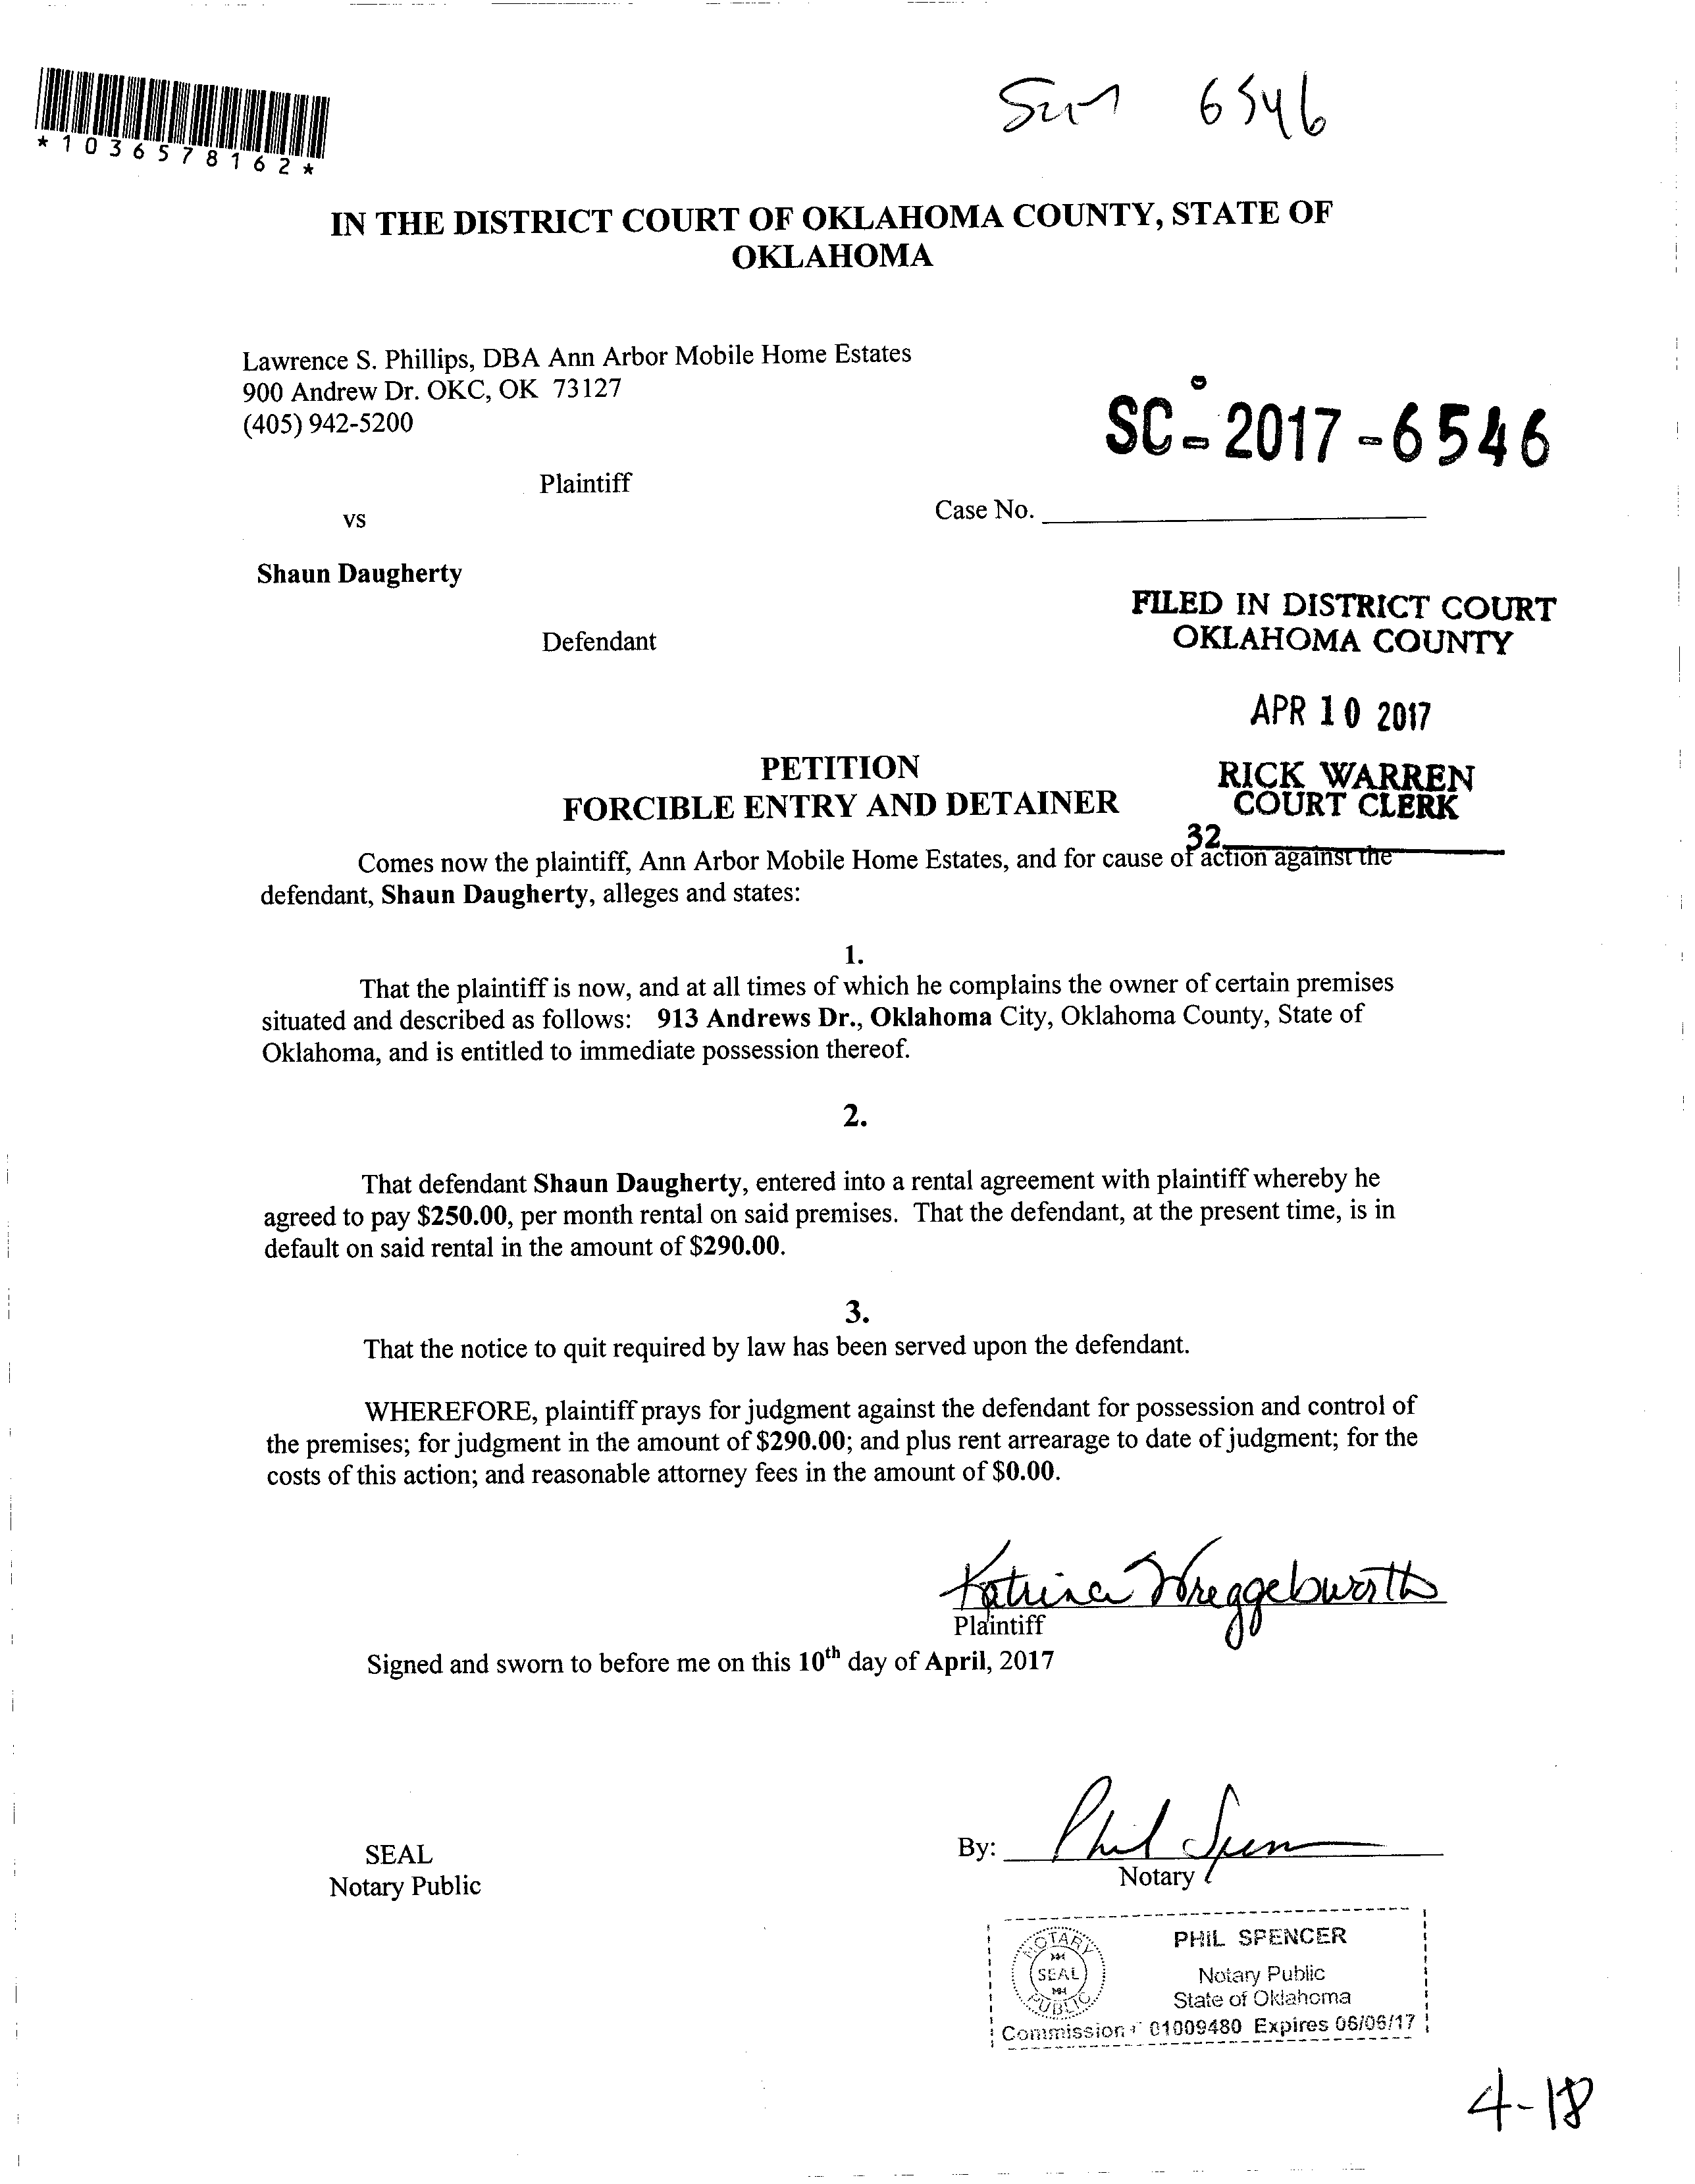 *1036578162*
Sum 6546
IN THE DISTRICT COURT OF OKLAHOMA COUNTY, STATE OF
OKLAHOMA
Lawrence S. Phillips, DBA Ann Arbor Mobile Home Estates
900 Andrew Dr. OKC, OK 73127
(405) 942-5200
SC-2017-6546
Plaintiff
Case No.
vs
Shaun Daugherty
FILED IN DISTRICT COURT
OKLAHOMA COUNTY
Defendant
APR 10 2017
PETITION
FORCIBLE ENTRY AND DETAINER
RICK WARREN
COURT CLERK
32
Comes now the plaintiff, Ann Arbor Mobile Home Estates, and for cause of action against the
defendant, Shaun Daugherty, alleges and states:
1.
That the plaintiff is now, and at all times of which he complains the owner of certain premises
situated and described as follows: 913 Andrews Dr., Oklahoma City, Oklahoma County, State of
Oklahoma, and is entitled to immediate possession thereof.
2.
That defendant Shaun Daugherty, entered into a rental agreement with plaintiff whereby he
agreed to pay $250.00, per month rental on said premises. That the defendant, at the present time, is in
default on said rental in the amount of $290.00.
3.
That the notice to quit required by law has been served upon the defendant.
WHEREFORE, plaintiff prays for judgment against the defendant for possession and control of
the premises; for judgment in the amount of $290.00; and plus rent arrearage to date of judgment; for the
costs of this action; and reasonable attorney fees in the amount of $0.00.
Katrina Wreggelsworth
Plaintiff
Signed and sworn to before me on this 10th day of April, 2017
SEAL
Notary Public
By: Phil Spencer
Notary
NOTARY
SEAL
PUBLIC
PHIL SPENCER
Notary Public
State of Oklahoma
Commission # 01009480 Expires 06/06/17
4-18